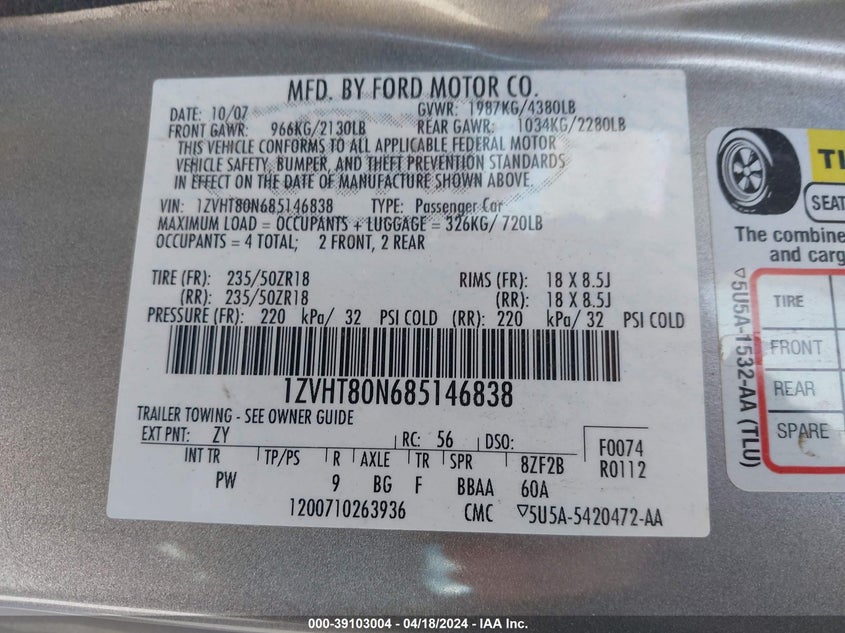 MFD. BY FORD MOTOR CO.
DATE: 10/07 GVWR: 1987KG/4380LB
FRONT GAWR: 966KG/2130LB REAR GAWR: 1034KG/2280LB
THIS VEHICLE CONFORMS TO ALL APPLICABLE FEDERAL MOTOR
VEHICLE SAFETY, BUMPER, AND THEFT PREVENTION STANDARDS
IN EFFECT ON THE DATE OF MANUFACTURE SHOWN ABOVE.
VIN: 1ZVHT80N685146838 TYPE: Passenger Car
MAXIMUM LOAD = OCCUPANTS + LUGGAGE = 326KG/ 720LB
OCCUPANTS = 4 TOTAL; 2 FRONT, 2 REAR
TIRE (FR): 235/50ZR18 RIMS (FR): 18 X 8.5J
(RR): 235/50ZR18 (RR): 18 X 8.5J
PRESSURE (FR): 220 kPa/ 32 PSI COLD (RR): 220 kPa/ 32 PSI COLD
1ZVHT80N685146838
TRAILER TOWING - SEE OWNER GUIDE
EXT PNT: ZY RC: 56 DSO: F0074
INT TR TP/PS R AXLE TR SPR 8ZF2B R0112
PW 9 BG F BBAA 60A
1200710263936 CMC ▽5U5A-5420472-AA
TI
SEAT
The combine
and carg
▽5U5A-1532-AA (TLU)
TIRE
FRONT
REAR
SPARE
000-39103004 - 04/18/2024 - IAA Inc.